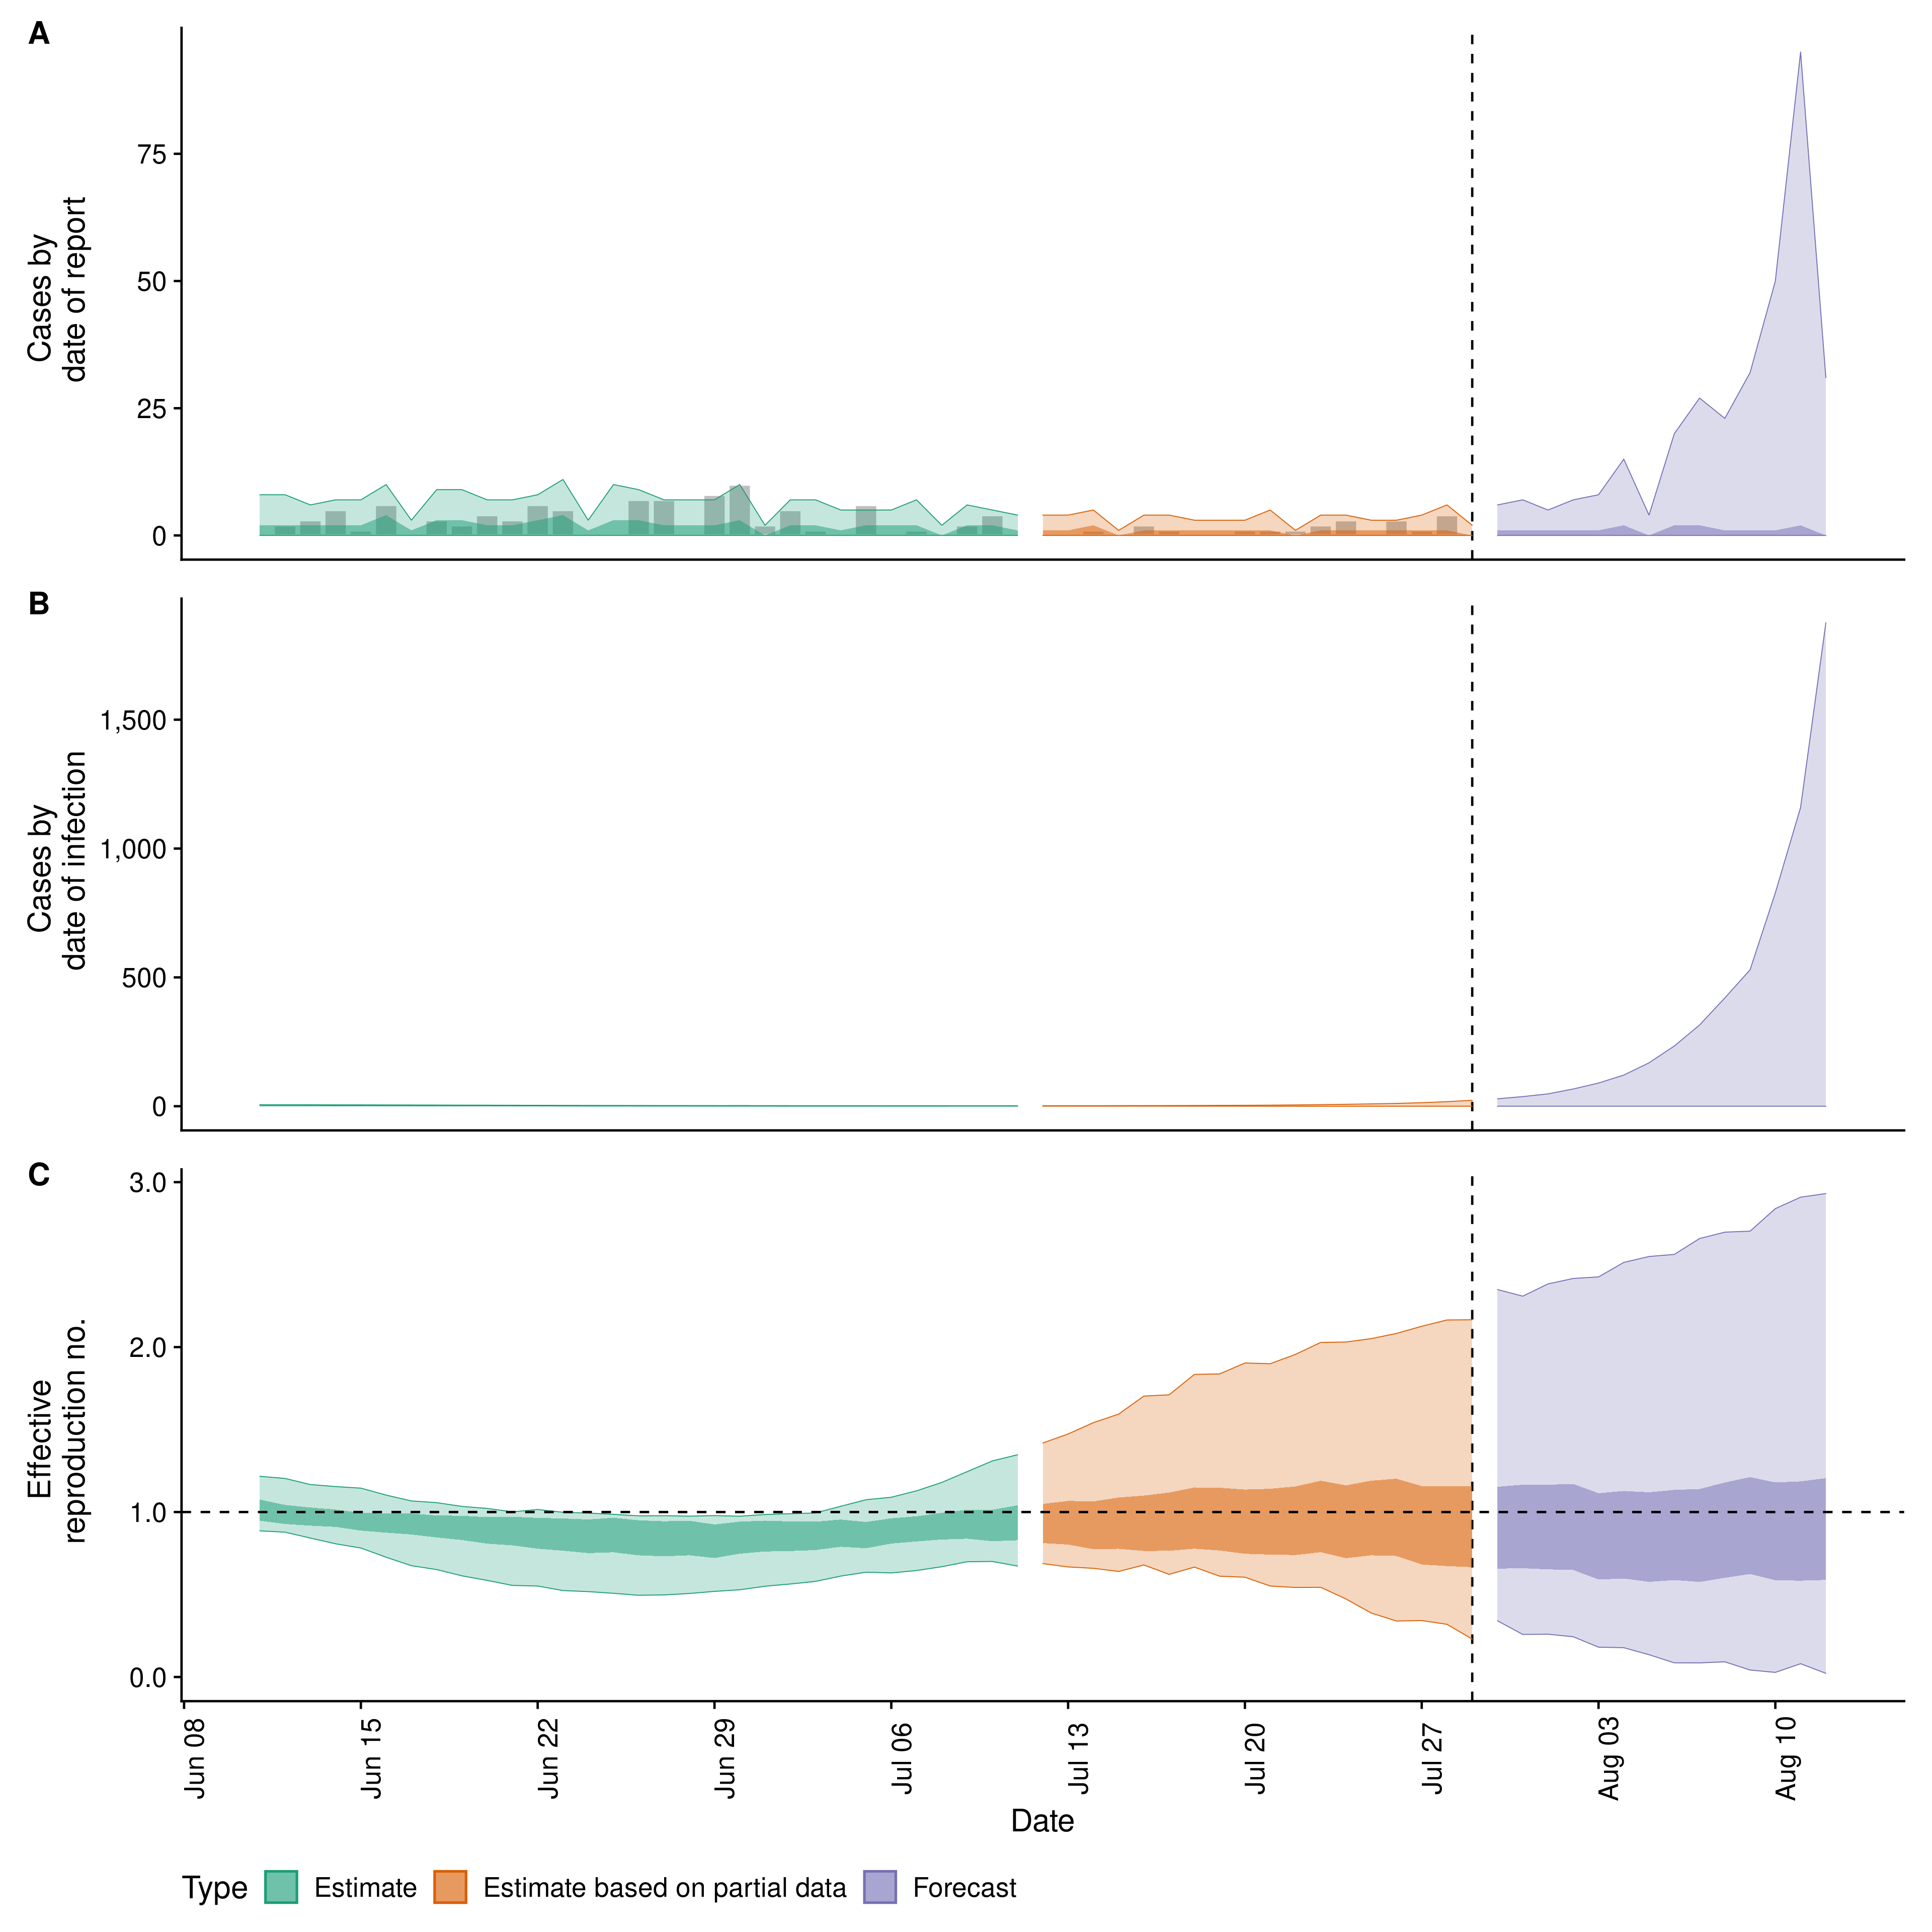 A
Cases by
date of report
75
50
25
0
B
Cases by
date of infection
1,500
1,000
500
0
C
Effective
reproduction no.
3.0
2.0
1.0
0.0
Jun 08
Jun 15
Jun 22
Jun 29
Jul 06
Jul 13
Jul 20
Jul 27
Aug 03
Aug 10
Date
Type Estimate Estimate based on partial data Forecast